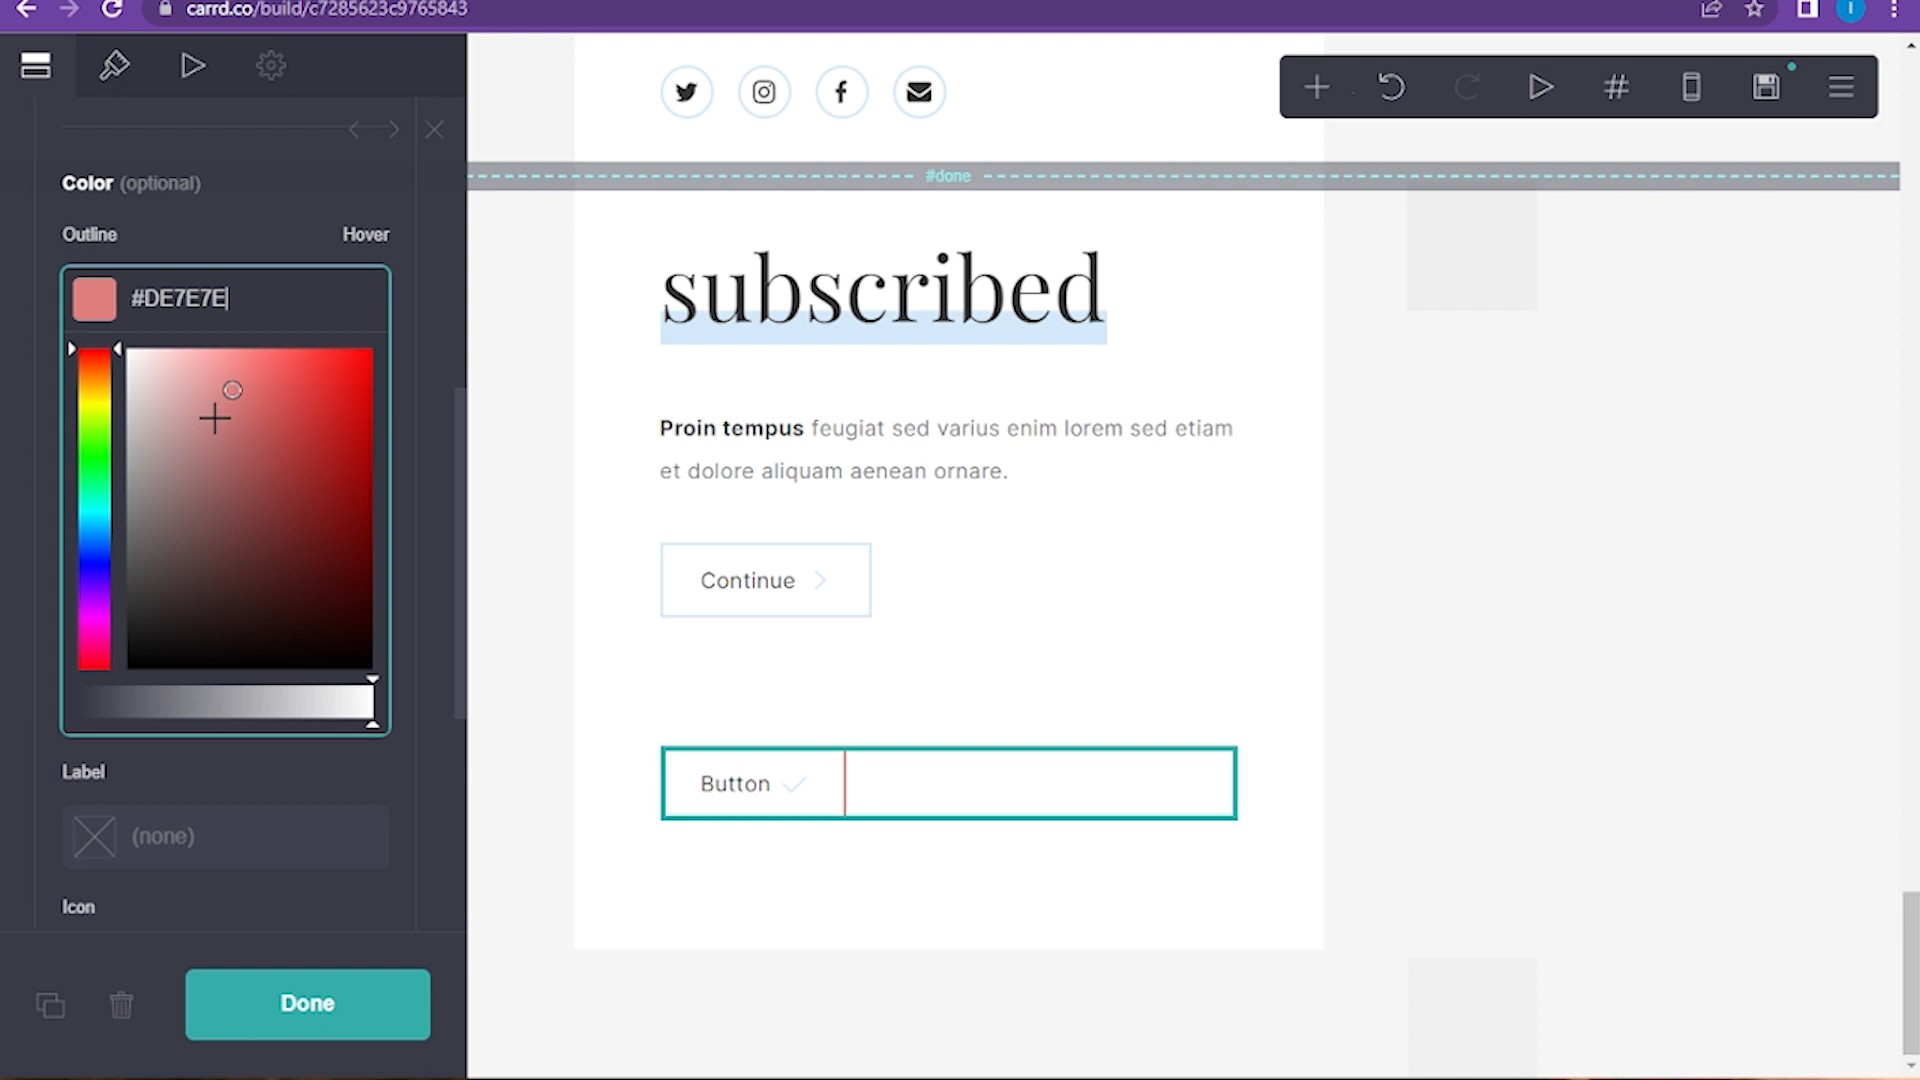 carrd.co/build/c7285623c9765843
I
Color (optional)
Outline
Hover
#DE7E7E
Label
(none)
Icon
Done
#done
subscribed
Proin tempus feugiat sed varius enim lorem sed etiam
et dolore aliquam aenean ornare.
Continue
Button